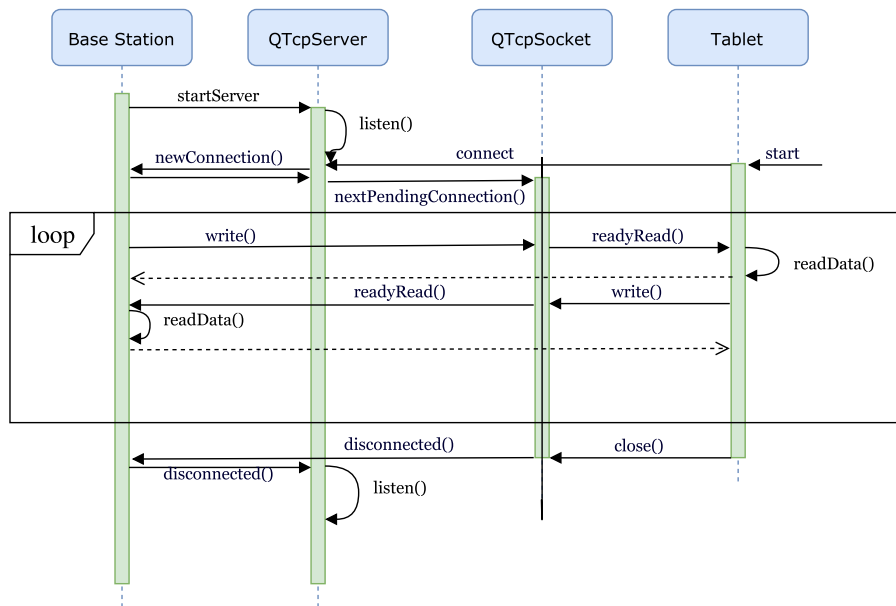 Base Station
QTcpServer
QTcpSocket
Tablet
startServer
listen()
connect
start
newConnection()
nextPendingConnection()
loop
write()
readyRead()
readData()
readyRead()
write()
readData()
disconnected()
close()
disconnected()
listen()